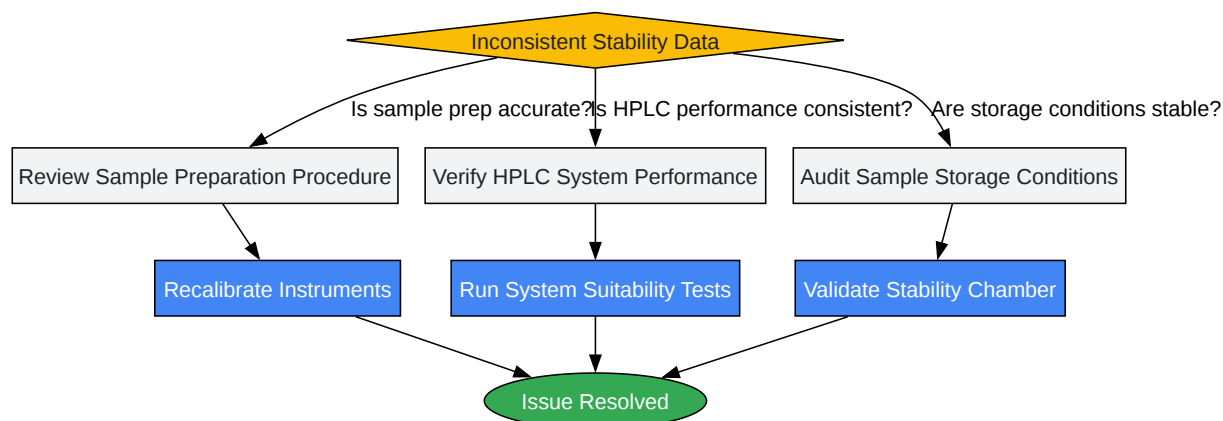 Inconsistent Stability Data
Is sample prep accurate?
Is HPLC performance consistent?
Are storage conditions stable?
Review Sample Preparation Procedure
Verify HPLC System Performance
Audit Sample Storage Conditions
Recalibrate Instruments
Run System Suitability Tests
Validate Stability Chamber
Issue Resolved